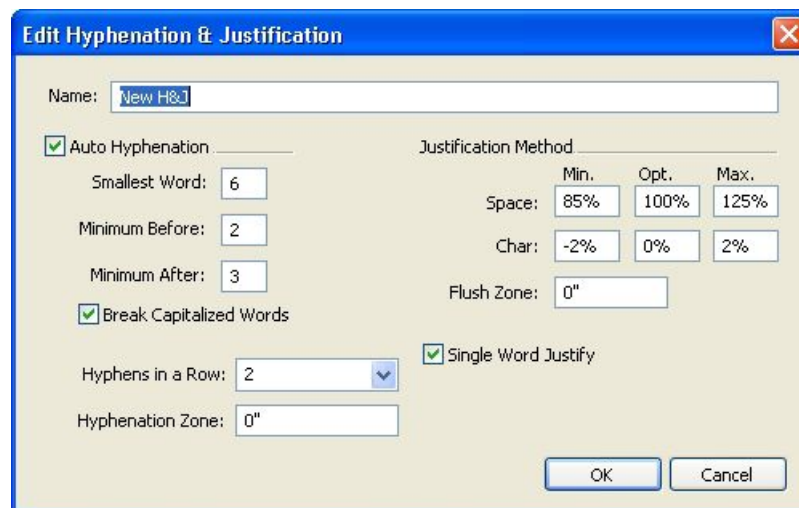 Edit Hyphenation & Justification
Name: New H&J
Auto Hyphenation
Smallest Word: 6
Minimum Before: 2
Minimum After: 3
Break Capitalized Words
Hyphens in a Row: 2
Hyphenation Zone: 0"
Justification Method
Min. Opt. Max.
Space: 85% 100% 125%
Char: -2% 0% 2%
Flush Zone: 0"
Single Word Justify
OK Cancel